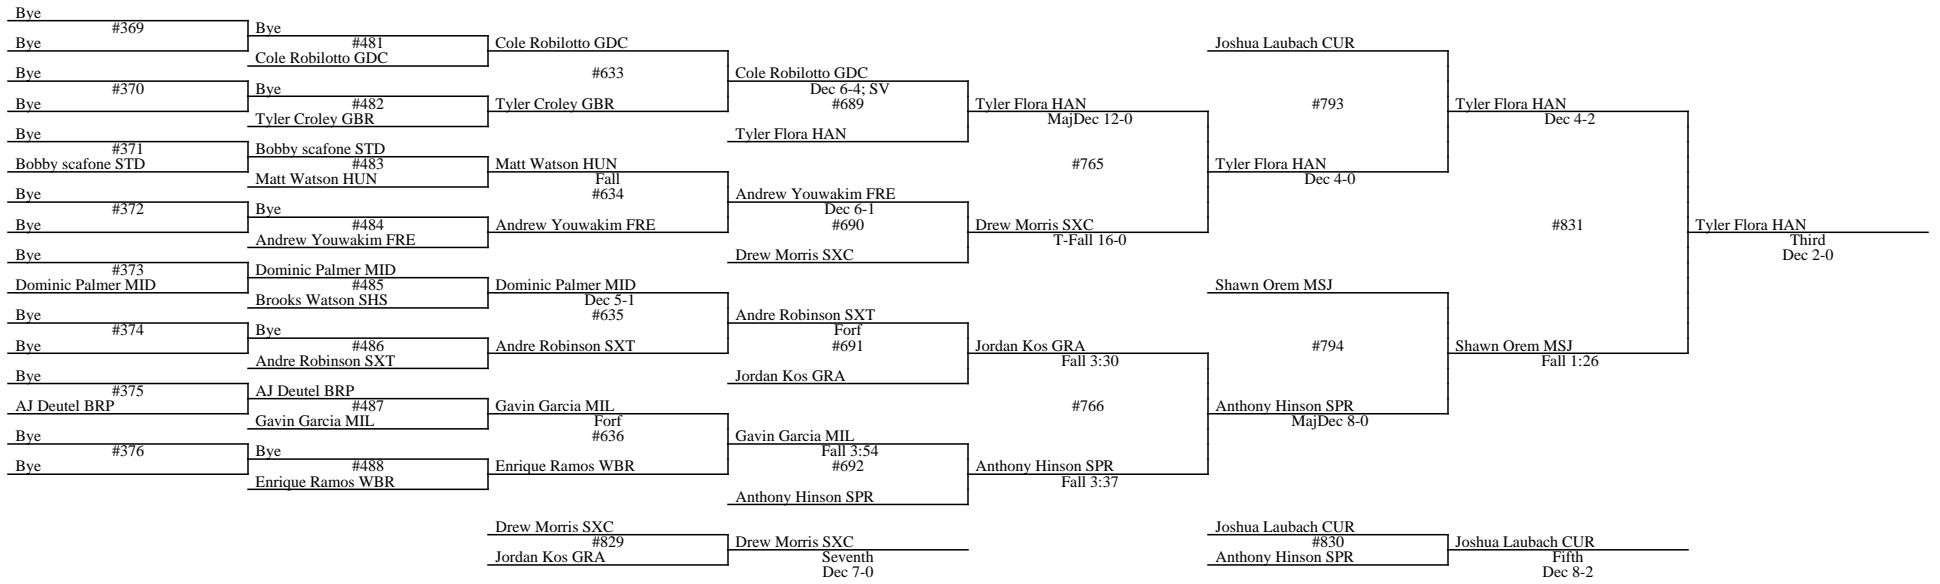 Bye
#369
Bye
Bye
#481
Cole Robilotto GDC
Cole Robilotto GDC
Bye
#370
Bye
Bye
#482
Tyler Croley GBR
Tyler Croley GBR
#633
Cole Robilotto GDC
Dec 6-4; SV
#689
Tyler Flora HAN
Tyler Flora HAN
MajDec 12-0
Bye
#371
Bobby scafone STD
Bobby scafone STD
#483
Matt Watson HUN
Matt Watson HUN
Fall
#634
Bye
#372
Bye
Bye
#484
Andrew Youwakim FRE
Andrew Youwakim FRE
Andrew Youwakim FRE
Dec 6-1
#690
Drew Morris SXC
Drew Morris SXC
T-Fall 16-0
#765
Tyler Flora HAN
Dec 4-0
Joshua Laubach CUR
#793
Tyler Flora HAN
Dec 4-2
Bye
#373
Dominic Palmer MID
Dominic Palmer MID
#485
Brooks Watson SHS
Dominic Palmer MID
Dec 5-1
#635
Bye
#374
Bye
Bye
#486
Andre Robinson SXT
Andre Robinson SXT
Andre Robinson SXT
Forf
#691
Jordan Kos GRA
Jordan Kos GRA
Fall 3:30
Bye
#375
AJ Deutel BRP
AJ Deutel BRP
#487
Gavin Garcia MIL
Gavin Garcia MIL
Forf
#636
Bye
#376
Bye
Bye
#488
Enrique Ramos WBR
Enrique Ramos WBR
Gavin Garcia MIL
Fall 3:54
#692
Anthony Hinson SPR
Anthony Hinson SPR
Fall 3:37
#766
Anthony Hinson SPR
MajDec 8-0
Shawn Orem MSJ
#794
Shawn Orem MSJ
Fall 1:26
#831
Tyler Flora HAN
Third
Dec 2-0
Drew Morris SXC
#829
Jordan Kos GRA
Drew Morris SXC
Seventh
Dec 7-0
Joshua Laubach CUR
#830
Anthony Hinson SPR
Joshua Laubach CUR
Fifth
Dec 8-2